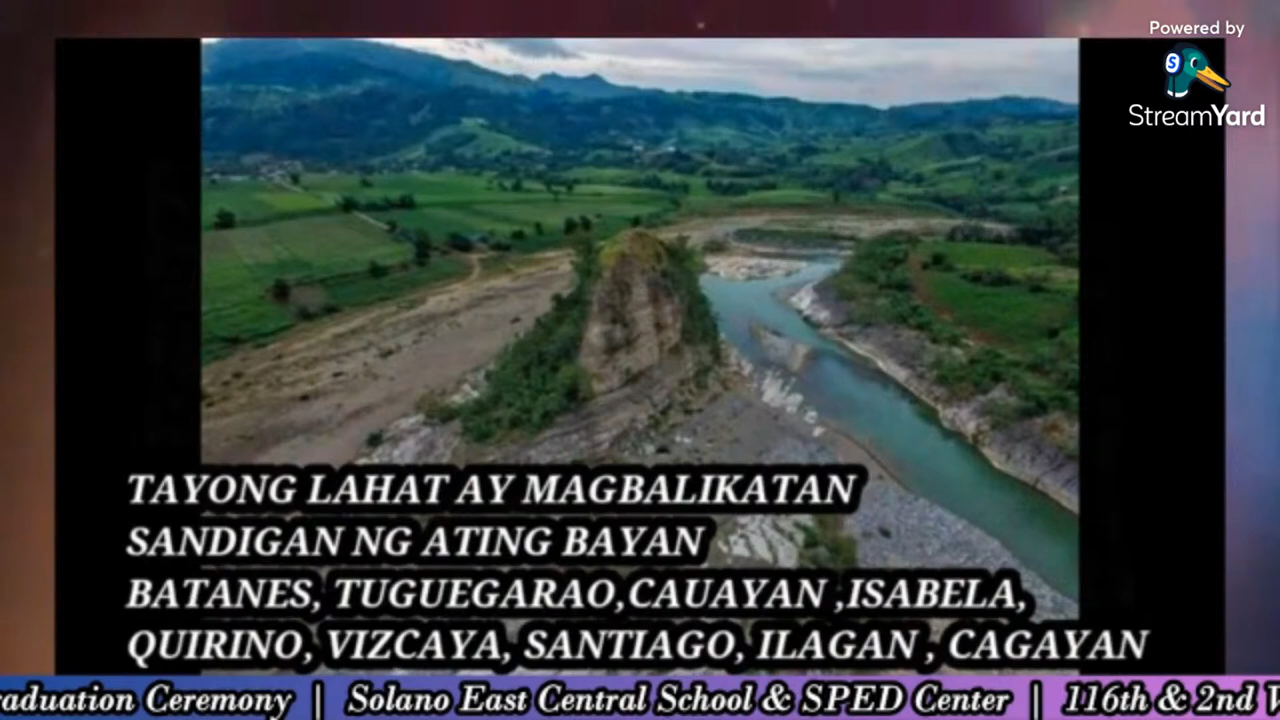 Powered by
StreamYard
TAYONG LAHAT AY MAGBALIKATAN
SANDIGAN NG ATING BAYAN
BATANES, TUGUEGARAO,CAUAYAN ,ISABELA,
QUIRINO, VIZCAYA, SANTIAGO, ILAGAN , CAGAYAN
raduation Ceremony | Solano East Central School & SPED Center | 116th & 2nd V